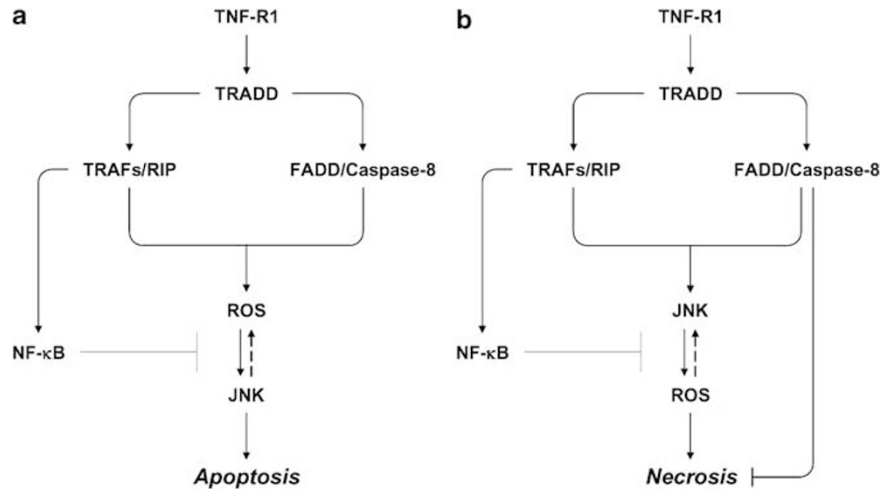 a
TNF-R1
TRADD
TRAFs/RIP
FADD/Caspase-8
ROS
NF-κB
JNK
Apoptosis
b
TNF-R1
TRADD
TRAFs/RIP
FADD/Caspase-8
JNK
NF-κB
ROS
Necrosis